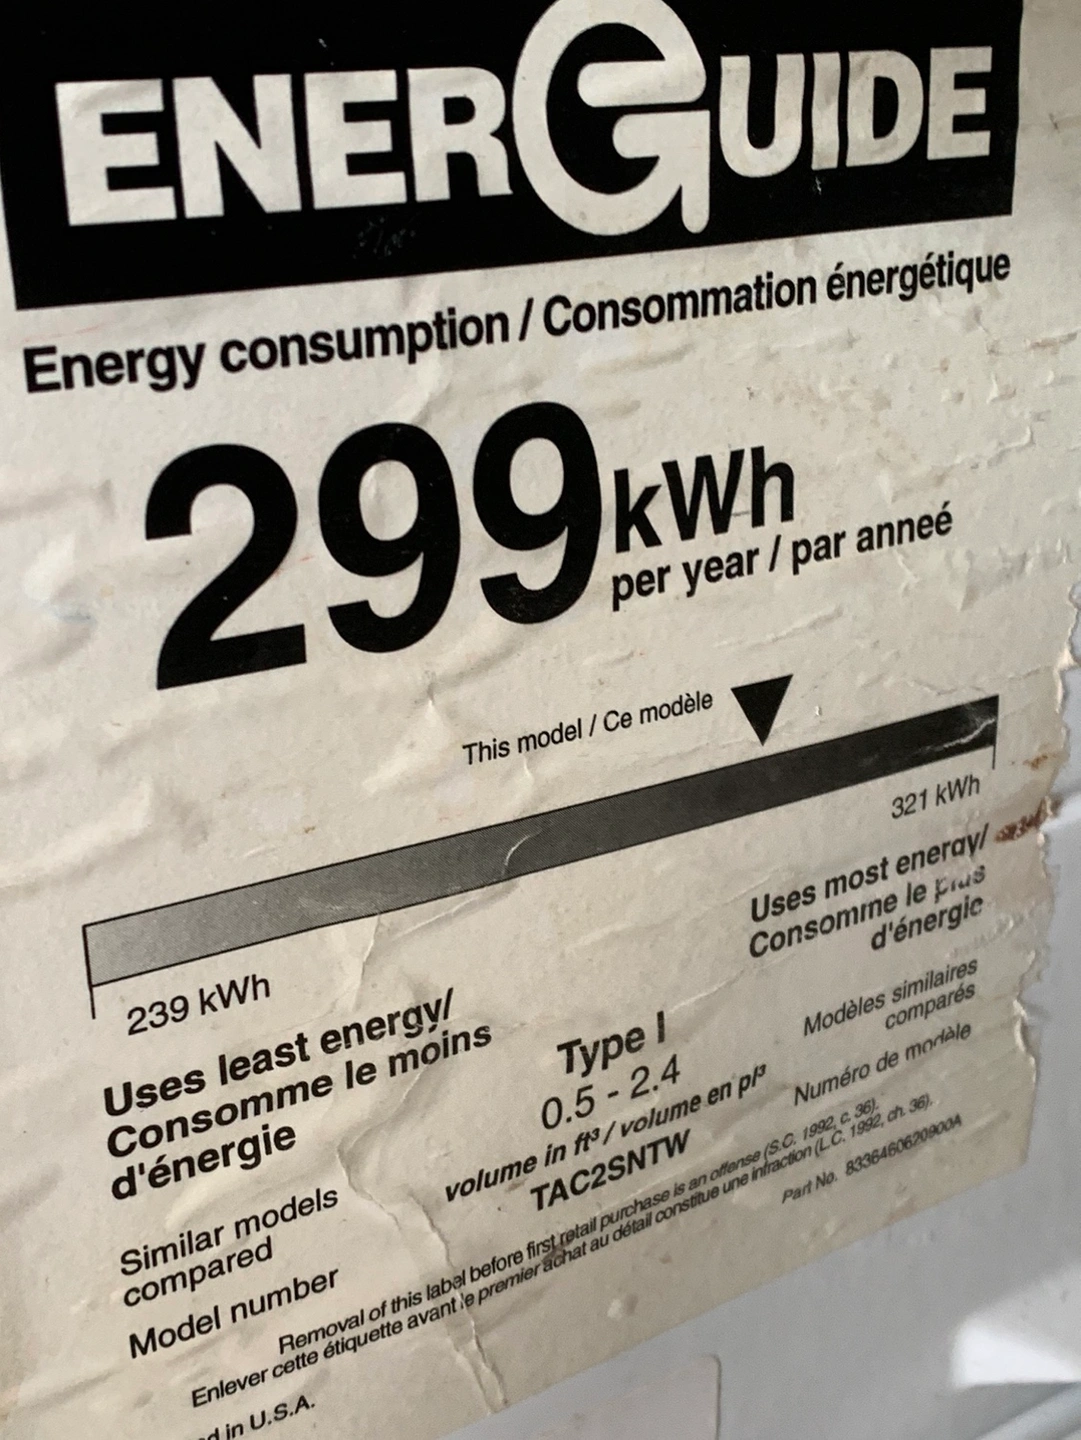 ENERGUIDE
Energy consumption / Consommation énergétique
299 kWh
per year / par anneé
This model / Ce modèle
239 kWh
321 kWh
Uses least energy/
Consomme le moins
d'énergie
Uses most energy/
Consomme le plus
d'énergie
Similar models
compared
Type I
0.5 - 2.4
volume in ft³ / volume en pi³
Modèles similaires
comparés
Model number
TAC2SNTW
Numéro de modèle
Removal of this label before first retail purchase is an offense (S.C. 1992, c. 36).
Enlever cette étiquette avant le premier achat au détail constitue une infraction (L.C. 1992, ch. 36).
Part No. 8336460620900A
in U.S.A.